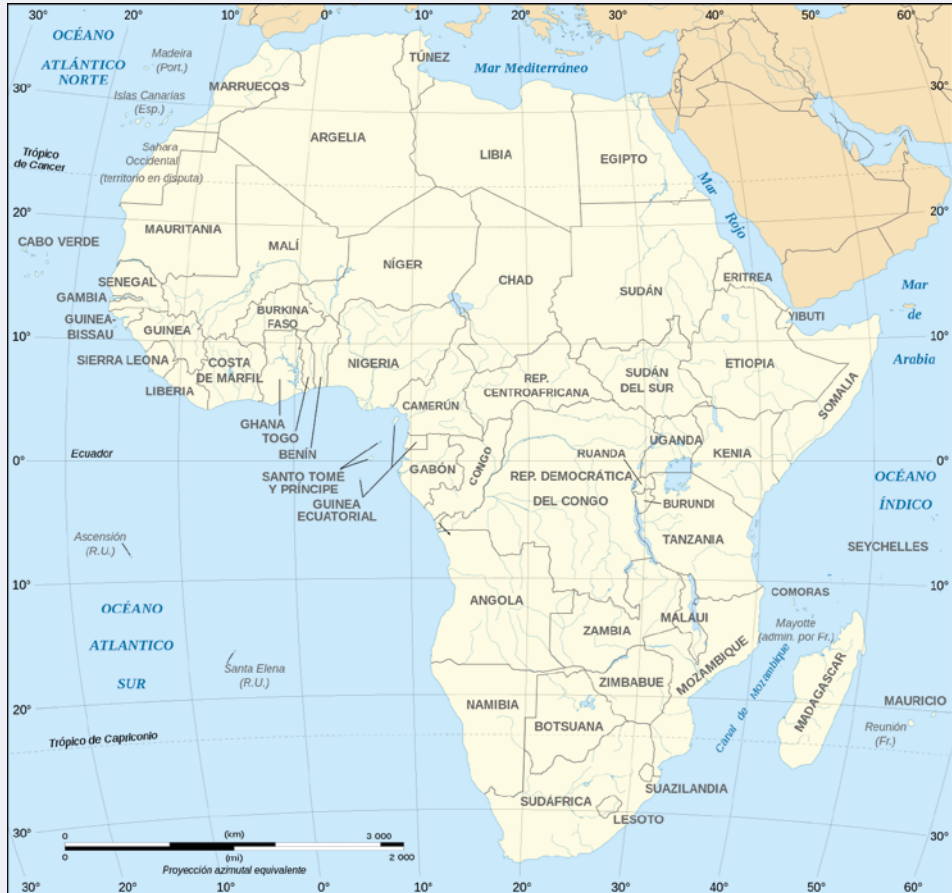 30°
20°
10°
0°
10°
20°
30°
40°
50°
60°
OCÉANO
ATLÁNTICO
NORTE
Madeira
(Port.)
TÚNEZ
Mar Mediterráneo
30°
MARRUECOS
30°
Islas Canarias
(Esp.)
ARGELIA
LIBIA
EGIPTO
Sahara
Occidental
(territorio en disputa)
Trópico
de Cancer
Mar
Rojo
20°
20°
MAURITANIA
CABO VERDE
MALÍ
NÍGER
CHAD
SUDÁN
ERITREA
SENEGAL
GAMBIA
GUINEA-
BISSAU
GUINEA
BURKINA
FASO
YIBUTI
Mar
de
Arabia
10°
10°
SIERRA LEONA
COSTA
DE MARFIL
NIGERIA
ETIOPIA
LIBERIA
REP.
CENTROAFRICANA
SUDÁN
DEL SUR
SOMALIA
CAMERÚN
GHANA
TOGO
BENÍN
UGANDA
KENIA
Ecuador
0°
0°
RUANDA
SANTO TOME
Y PRÍNCIPE
GABÓN
CONGO
REP. DEMOCRÁTICA
DEL CONGO
OCÉANO
ÍNDICO
GUINEA
ECUATORIAL
BURUNDI
TANZANIA
Ascensión
(R.U.)
SEYCHELLES
10°
10°
OCÉANO
ATLANTICO
SUR
ANGOLA
COMORAS
MALAUI
Mayotte
(admin. por Fr.)
ZAMBIA
Santa Elena
(R.U.)
MOZAMBIQUE
Canal de Mozambique
MADAGASCAR
ZIMBABUE
NAMIBIA
MAURICIO
20°
20°
BOTSUANA
Reunión
(Fr.)
Trópico de Capriconio
SUAZILANDIA
SUDÁFRICA
LESOTO
30°
30°
0
(km)
3 000
0
(mi)
2 000
Proyección azimutal equivalente
30°
20°
10°
0°
10°
20°
30°
40°
50°
60°